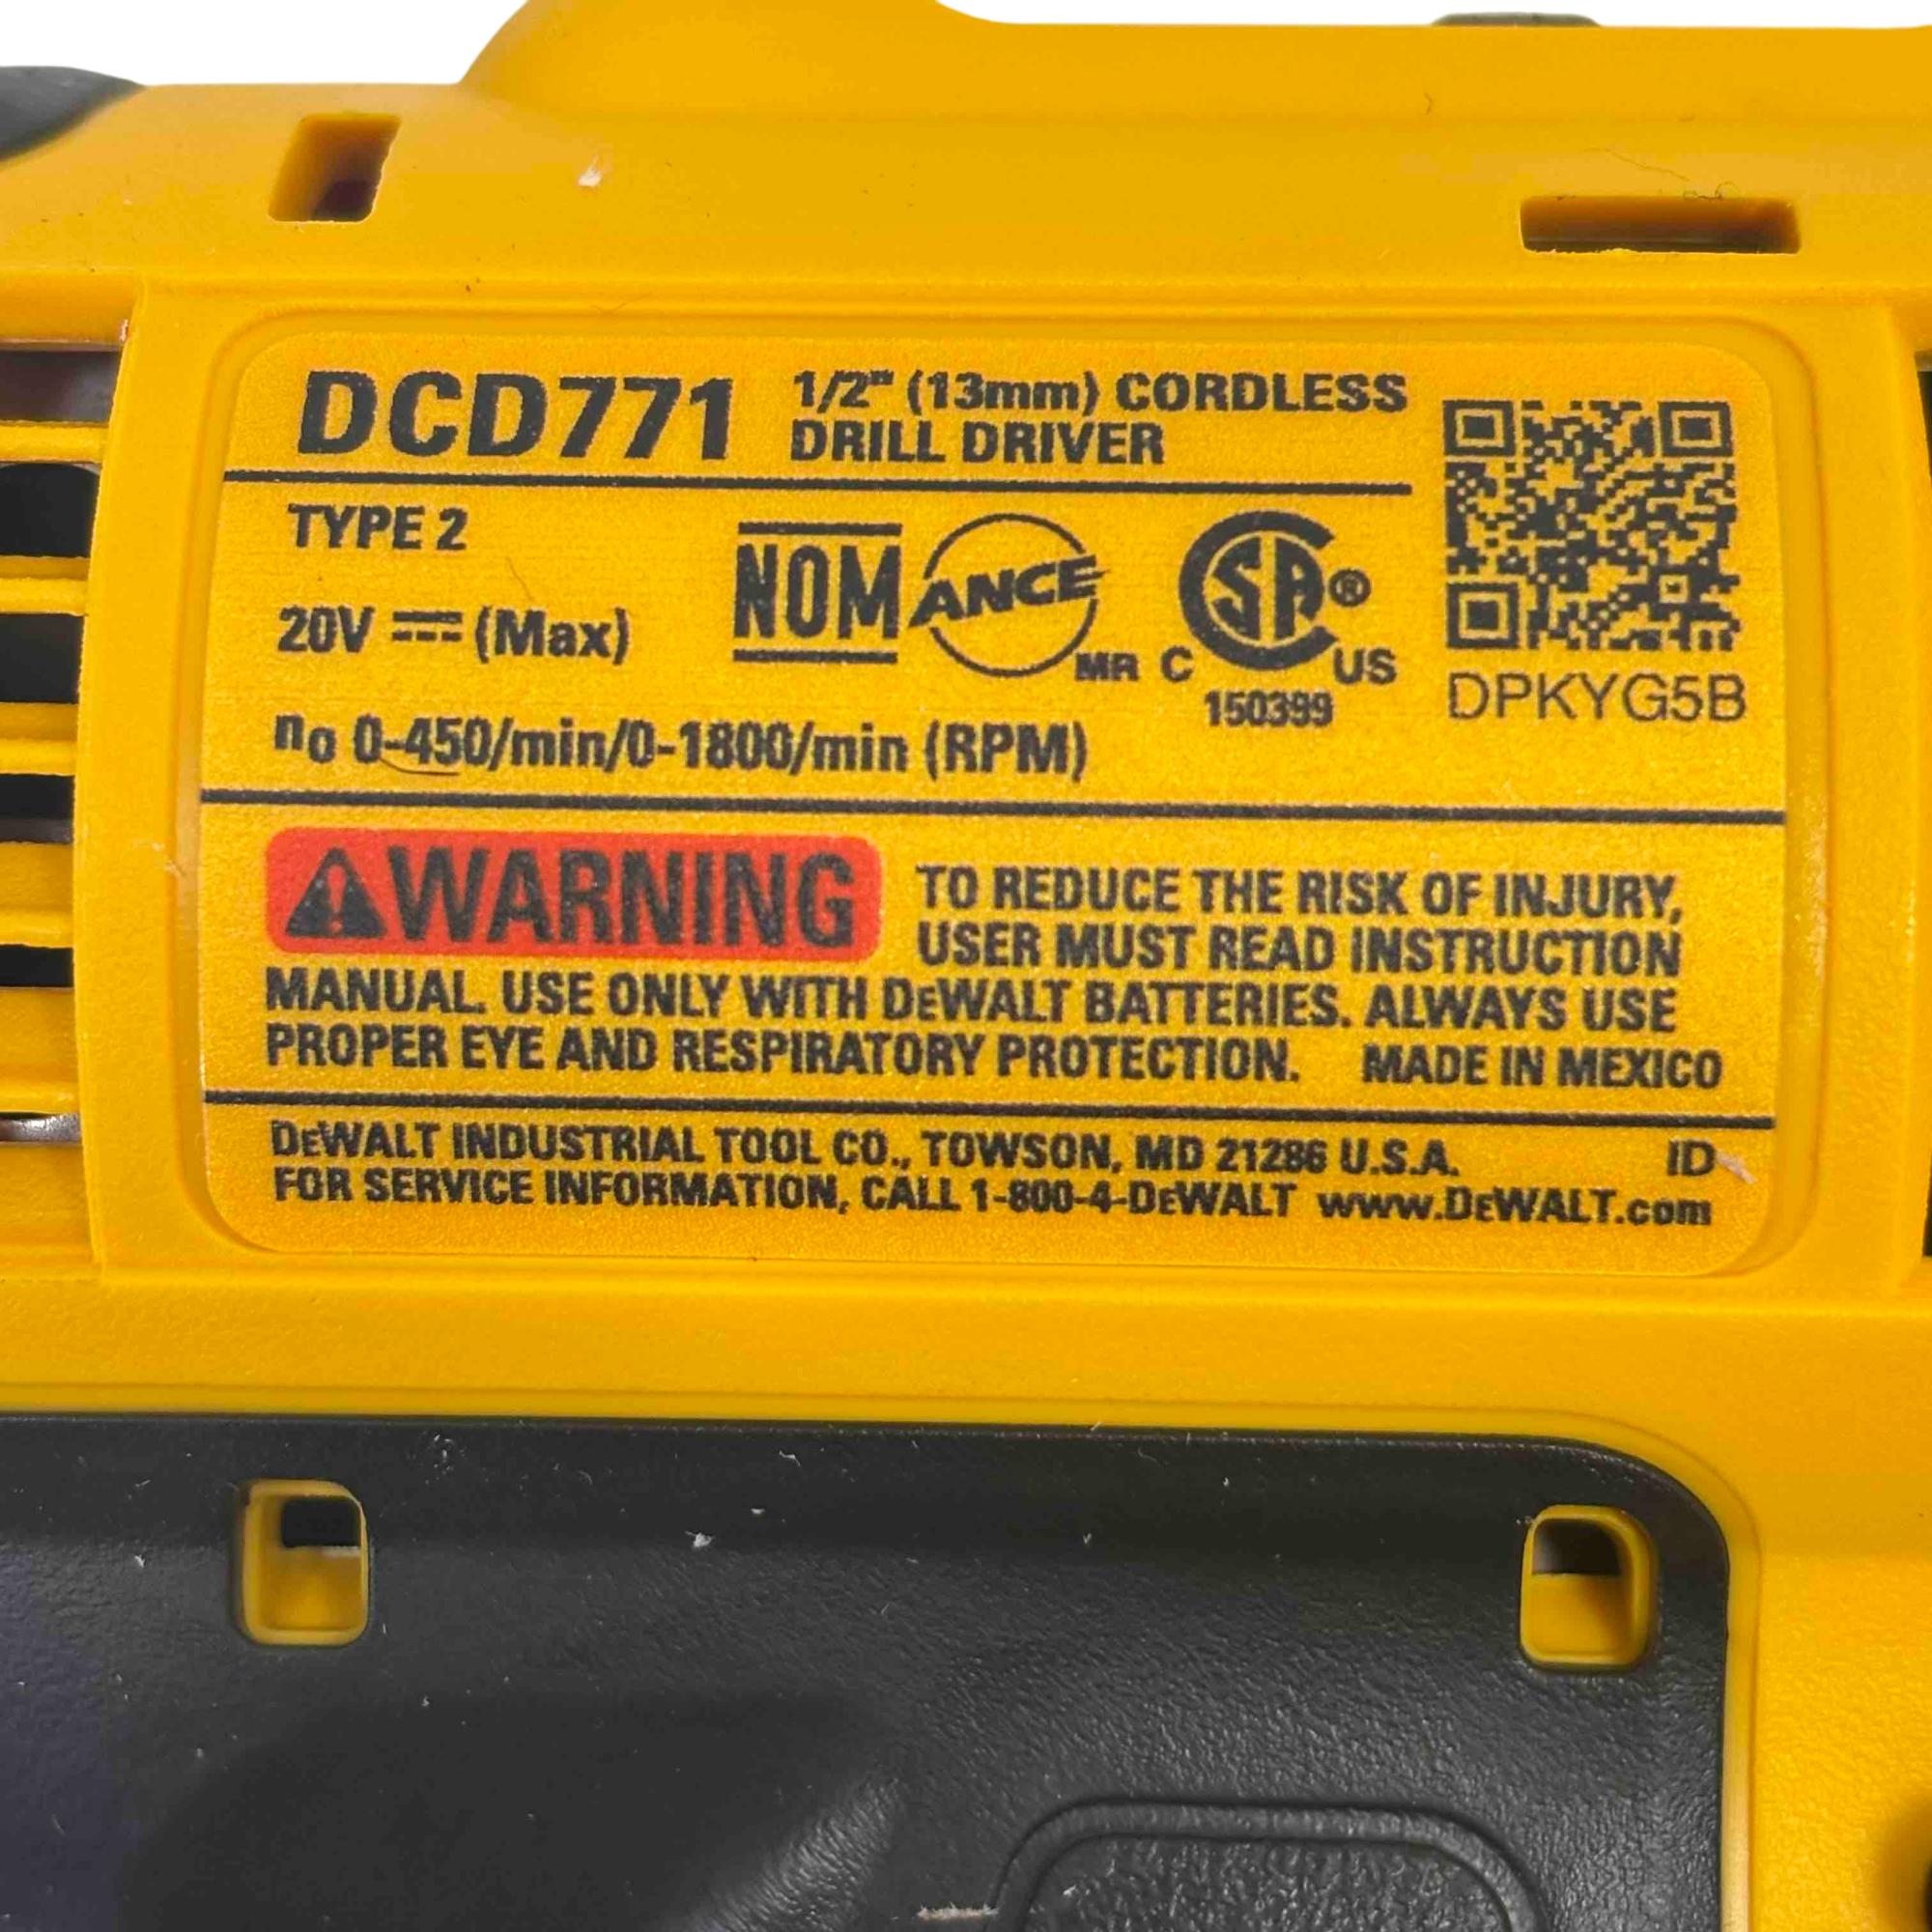 DCD771 1/2" (13mm) CORDLESS
DRILL DRIVER
TYPE 2
20V ⎓ (Max)
NOM ANCE MR C SA® US
150399
DPKYG5B
n₀ 0-450/min/0-1800/min (RPM)
⚠WARNING TO REDUCE THE RISK OF INJURY,
USER MUST READ INSTRUCTION
MANUAL. USE ONLY WITH DEWALT BATTERIES. ALWAYS USE
PROPER EYE AND RESPIRATORY PROTECTION. MADE IN MEXICO
DEWALT INDUSTRIAL TOOL CO., TOWSON, MD 21286 U.S.A. ID
FOR SERVICE INFORMATION, CALL 1-800-4-DEWALT www.DEWALT.com